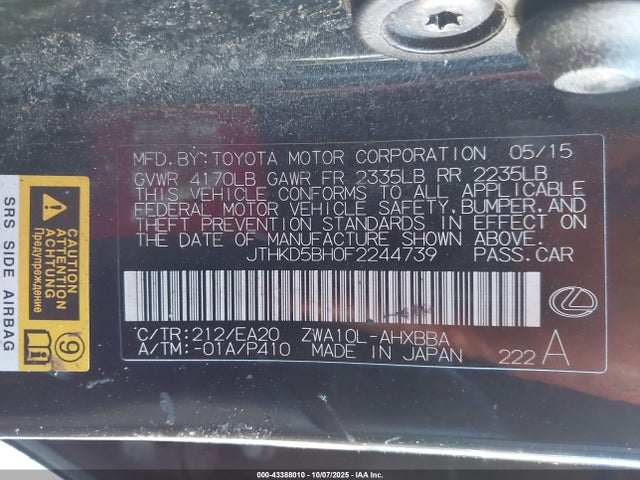 MFD.BY:TOYOTA MOTOR CORPORATION 05/15
GVWR 4170LB GAWR FR 2335LB RR 2235LB
THIS VEHICLE CONFORMS TO ALL APPLICABLE
FEDERAL MOTOR VEHICLE SAFETY,BUMPER,AND
THEFT PREVENTION STANDARDS IN EFFECT ON
THE DATE OF MANUFACTURE SHOWN ABOVE.
JTHKD5BH0F2244739 PASS.CAR
C/TR:212/EA20 ZWA10L-AHXBBA
A/TM:-01A/P410 MADE IN JAPAN 222 A
SRS SIDE AIRBAG
CAUTION
ATTENTION
ACHTUNG
ПРЕДУПРЕЖДЕНИЕ
9
000-43388010 - 10/07/2025 - IAA Inc.